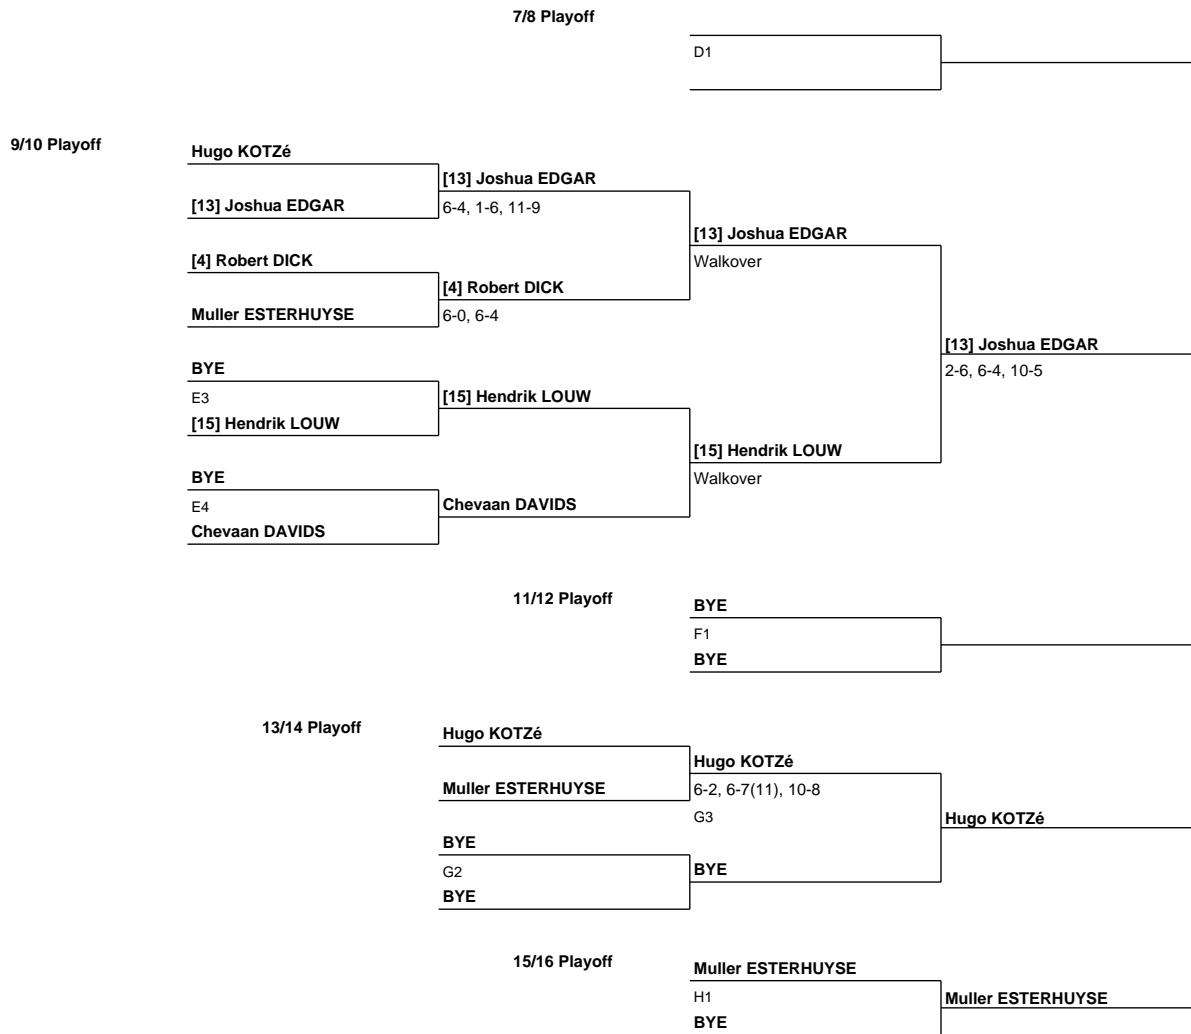 7/8 Playoff
D1
9/10 Playoff
Hugo KOTZé
[13] Joshua EDGAR
[13] Joshua EDGAR
6-4, 1-6, 11-9
[13] Joshua EDGAR
Walkover
[4] Robert DICK
[4] Robert DICK
Muller ESTERHUYSE
6-0, 6-4
[13] Joshua EDGAR
2-6, 6-4, 10-5
BYE
E3
[15] Hendrik LOUW
[15] Hendrik LOUW
[15] Hendrik LOUW
Walkover
BYE
E4
Chevaan DAVIDS
Chevaan DAVIDS
11/12 Playoff
BYE
F1
BYE
13/14 Playoff
Hugo KOTZé
Hugo KOTZé
Muller ESTERHUYSE
6-2, 6-7(11), 10-8
G3
Hugo KOTZé
BYE
G2
BYE
BYE
15/16 Playoff
Muller ESTERHUYSE
H1
Muller ESTERHUYSE
BYE